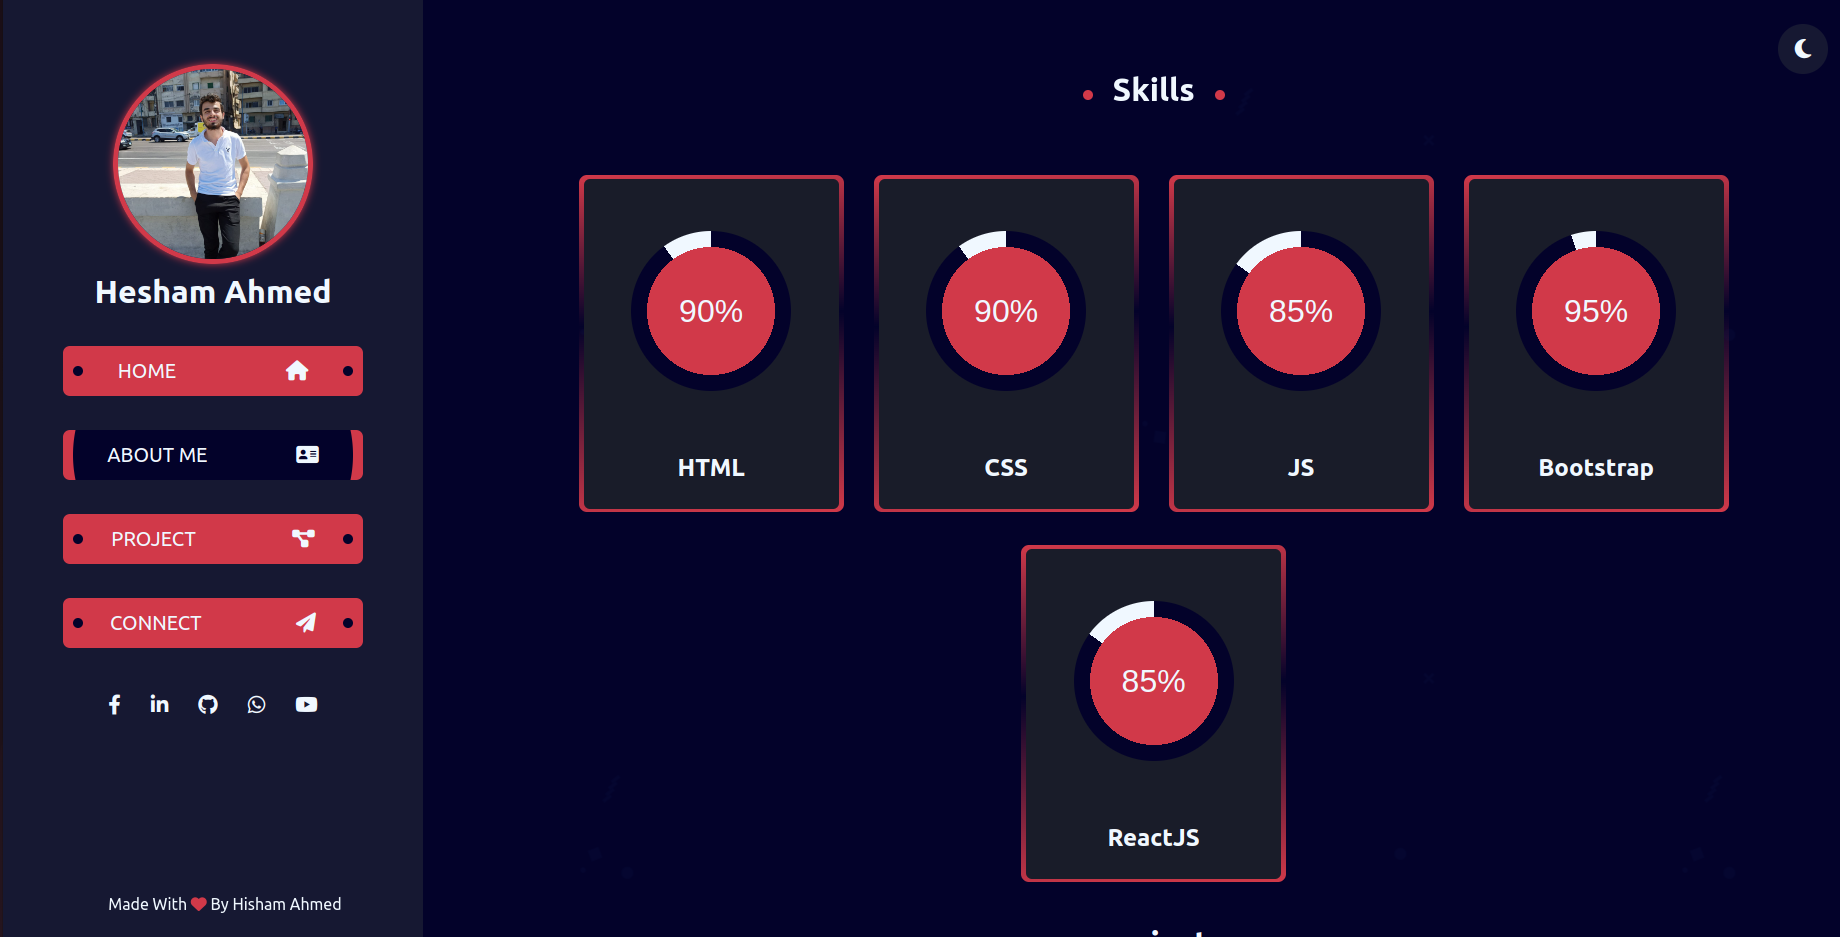 Hesham Ahmed
HOME
ABOUT ME
PROJECT
CONNECT
Made With By Hisham Ahmed
Skills
90%
HTML
90%
CSS
85%
JS
95%
Bootstrap
85%
ReactJS